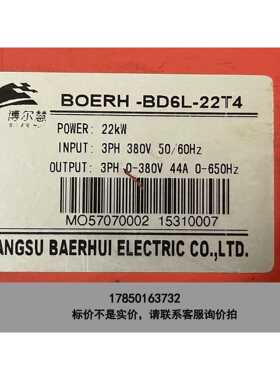 博尔慧
BOERH -BD6L-22T4
POWER: 22kW
INPUT: 3PH 380V 50/60Hz
OUTPUT: 3PH 0-380V 44A 0-650Hz
MO57070002 15310007
ANGSU BAERHUI ELECTRIC CO.,LTD.
17850163732
标价不是实价，请联系客服询价拍